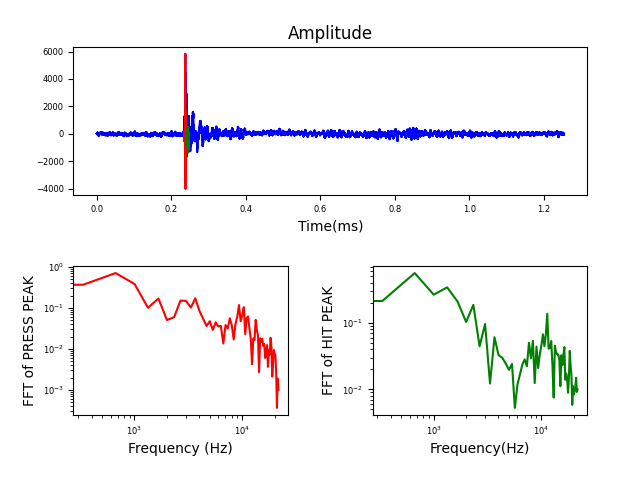 Amplitude
6000
4000
2000
0
−2000
−4000
0.0 0.2 0.4 0.6 0.8 1.0 1.2
Time(ms)
FFT of PRESS PEAK
10⁰
10⁻¹
10⁻²
10⁻³
10³ 10⁴
Frequency (Hz)
FFT of HIT PEAK
10⁻¹
10⁻²
10³ 10⁴
Frequency(Hz)